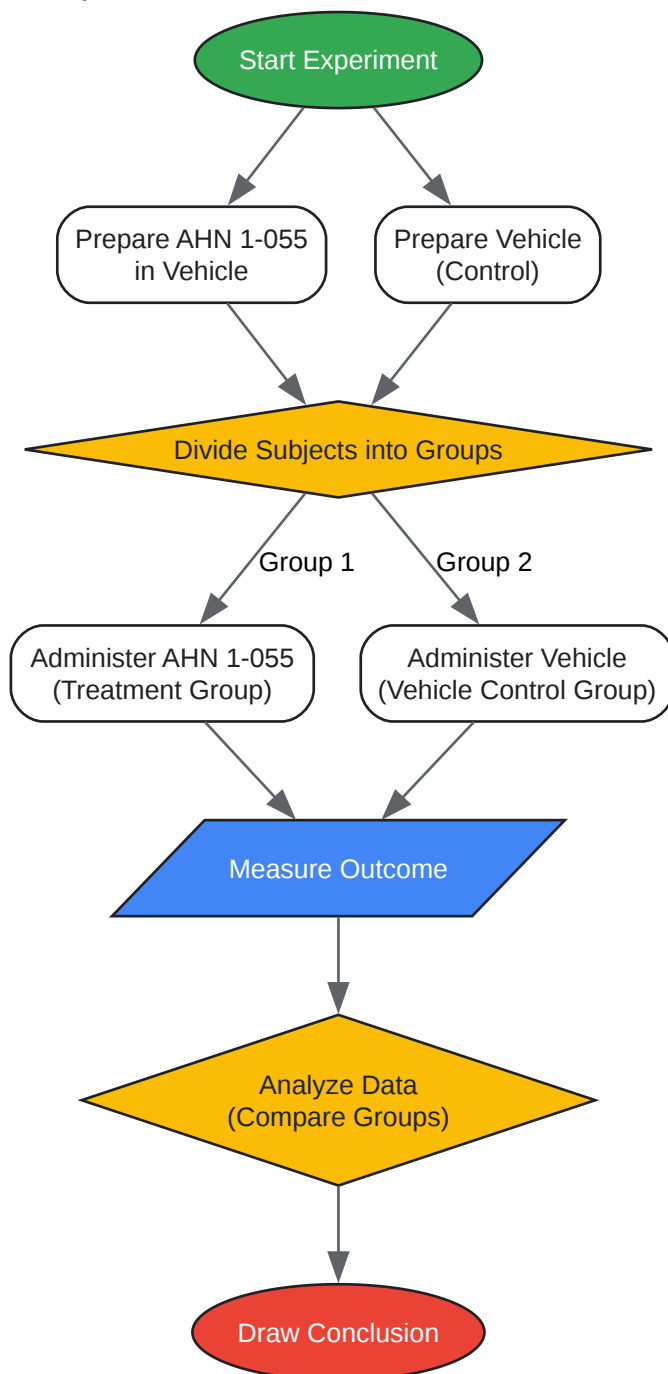 Start Experiment
Prepare AHN 1-055
in Vehicle
Prepare Vehicle
(Control)
Divide Subjects into Groups
Group 1
Group 2
Administer AHN 1-055
(Treatment Group)
Administer Vehicle
(Vehicle Control Group)
Measure Outcome
Analyze Data
(Compare Groups)
Draw Conclusion